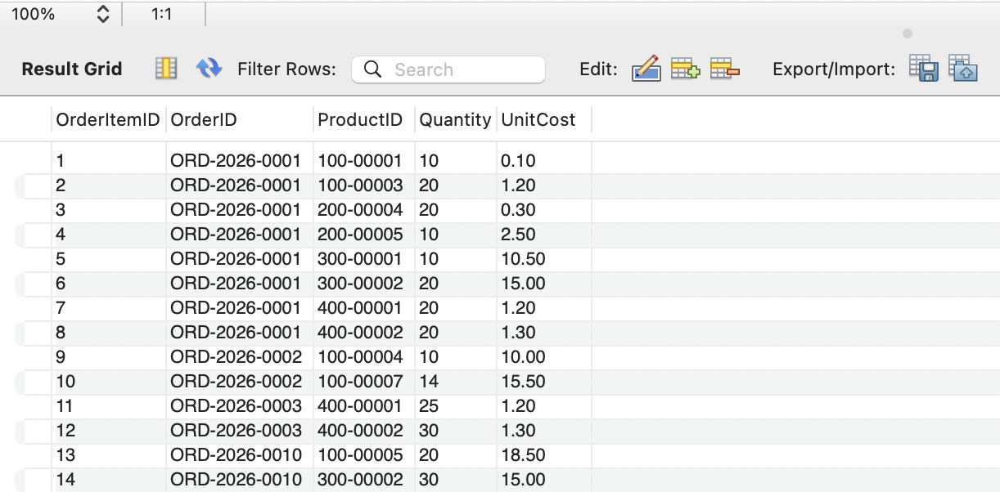 100% 1:1
Result Grid Filter Rows: Search Edit: Export/Import:
OrderItemID OrderID ProductID Quantity UnitCost
1 ORD-2026-0001 100-00001 10 0.10
2 ORD-2026-0001 100-00003 20 1.20
3 ORD-2026-0001 200-00004 20 0.30
4 ORD-2026-0001 200-00005 10 2.50
5 ORD-2026-0001 300-00001 10 10.50
6 ORD-2026-0001 300-00002 20 15.00
7 ORD-2026-0001 400-00001 20 1.20
8 ORD-2026-0001 400-00002 20 1.30
9 ORD-2026-0002 100-00004 10 10.00
10 ORD-2026-0002 100-00007 14 15.50
11 ORD-2026-0003 400-00001 25 1.20
12 ORD-2026-0003 400-00002 30 1.30
13 ORD-2026-0010 100-00005 20 18.50
14 ORD-2026-0010 300-00002 30 15.00